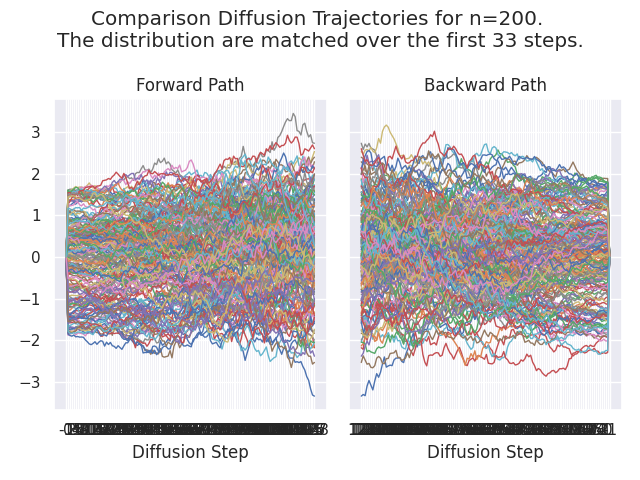 Comparison Diffusion Trajectories for n=200.
The distribution are matched over the first 33 steps.
Forward Path
Backward Path
3
2
1
0
−1
−2
−3
Diffusion Step
Diffusion Step